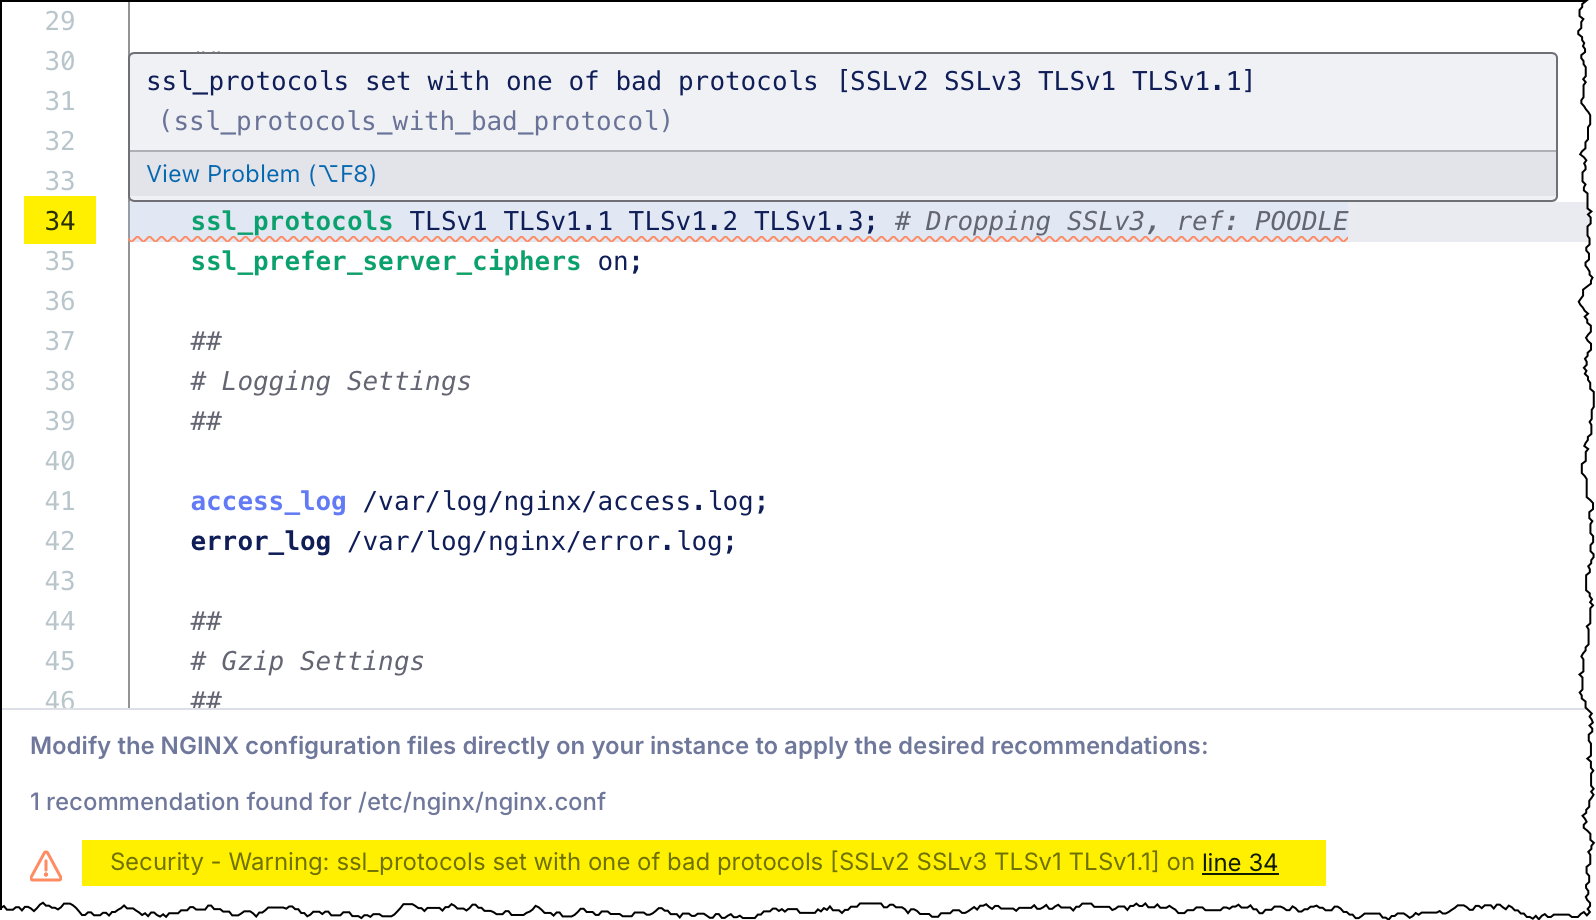 29
30
ssl_protocols set with one of bad protocols [SSLv2 SSLv3 TLSv1 TLSv1.1]
31
(ssl_protocols_with_bad_protocol)
32
33 View Problem (⌥F8)
34 ssl_protocols TLSv1 TLSv1.1 TLSv1.2 TLSv1.3; # Dropping SSLv3, ref: POODLE
35 ssl_prefer_server_ciphers on;
36
37 ##
38 # Logging Settings
39 ##
40
41 access_log /var/log/nginx/access.log;
42 error_log /var/log/nginx/error.log;
43
44 ##
45 # Gzip Settings
46 ##
Modify the NGINX configuration files directly on your instance to apply the desired recommendations:
1 recommendation found for /etc/nginx/nginx.conf
Security - Warning: ssl_protocols set with one of bad protocols [SSLv2 SSLv3 TLSv1 TLSv1.1] on line 34